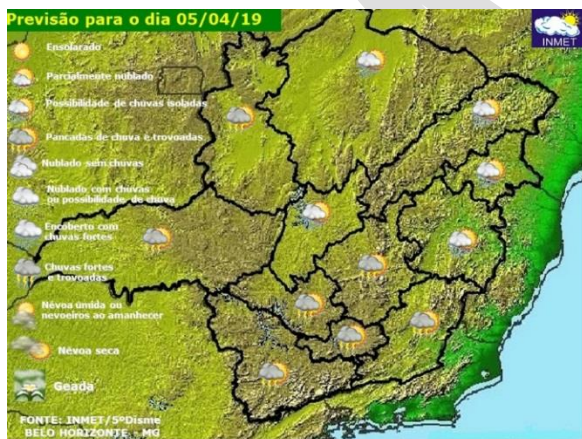 Previsão para o dia 05/04/19
INMET
Ensolarado
Parcialmente nublado
Possibilidade de chuvas isoladas
Pancadas de chuva e trovoadas
Nublado sem chuvas
Nublado com chuvas
ou possibilidade de chuva
Encoberto com
chuvas fortes
Chuvas fortes
e trovoadas
Névoa úmida ou
nevoeiros ao amanhecer
Névoa seca
Geada
FONTE: INMET/5ºDisme
BELO HORIZONTE - MG